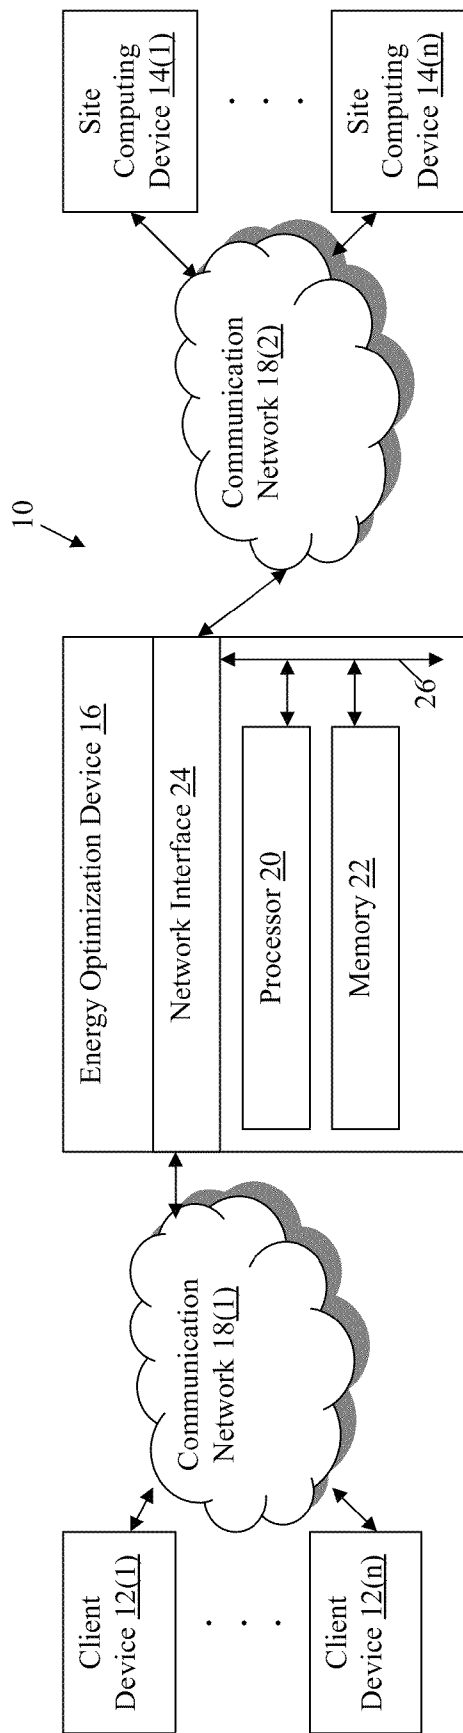 10
Client
Device 12(1)
. . .
Client
Device 12(n)
Communication
Network 18(1)
Energy Optimization Device 16
Network Interface 24
Processor 20
Memory 22
26
Communication
Network 18(2)
Site
Computing
Device 14(1)
. . .
Site
Computing
Device 14(n)